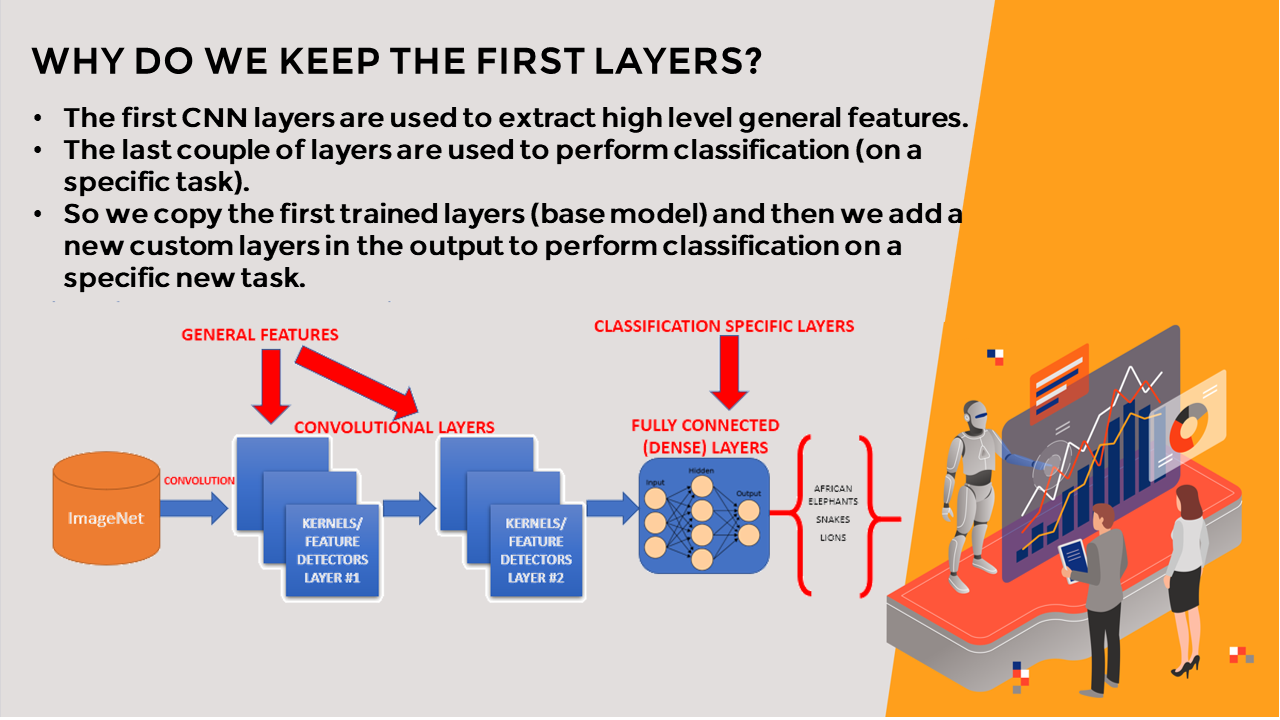 WHY DO WE KEEP THE FIRST LAYERS?
• The first CNN layers are used to extract high level general features.
• The last couple of layers are used to perform classification (on a
specific task).
• So we copy the first trained layers (base model) and then we add a
new custom layers in the output to perform classification on a
specific new task.
GENERAL FEATURES
CLASSIFICATION SPECIFIC LAYERS
CONVOLUTIONAL LAYERS
FULLY CONNECTED
(DENSE) LAYERS
ImageNet
CONVOLUTION
KERNELS/
FEATURE
DETECTORS
LAYER #1
KERNELS/
FEATURE
DETECTORS
LAYER #2
Input
Hidden
Output
AFRICAN
ELEPHANTS
SNAKES
LIONS